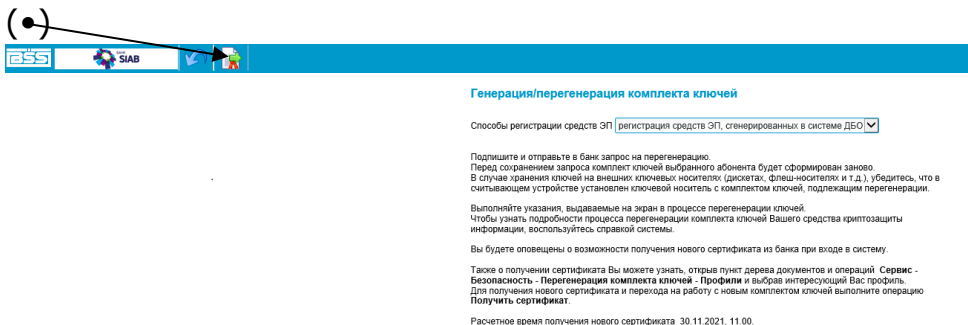 (•)
BSS
БАНК
SIAB
Генерация/перегенерация комплекта ключей
Способы регистрации средств ЭП регистрация средств ЭП, сгенерированных в системе ДБО
Подпишите и отправьте в банк запрос на перегенерацию.
Перед сохранением запроса комплект ключей выбранного абонента будет сформирован заново.
В случае хранения ключей на внешних ключевых носителях (дискетах, флеш-носителях и т.д.), убедитесь, что в
считывающем устройстве установлен ключевой носитель с комплектом ключей, подлежащим перегенерации.
Выполняйте указания, выдаваемые на экран в процессе перегенерации ключей.
Чтобы узнать подробности процесса перегенерации комплекта ключей Вашего средства криптозащиты
информации, воспользуйтесь справкой системы.
Вы будете оповещены о возможности получения нового сертификата из банка при входе в систему.
Также о получении сертификата Вы можете узнать, открыв пункт дерева документов и операций Сервис -
Безопасность - Перегенерация комплекта ключей - Профили и выбрав интересующий Вас профиль.
Для получения нового сертификата и перехода на работу с новым комплектом ключей выполните операцию
Получить сертификат.
Расчетное время получения нового сертификата 30.11.2021, 11.00.